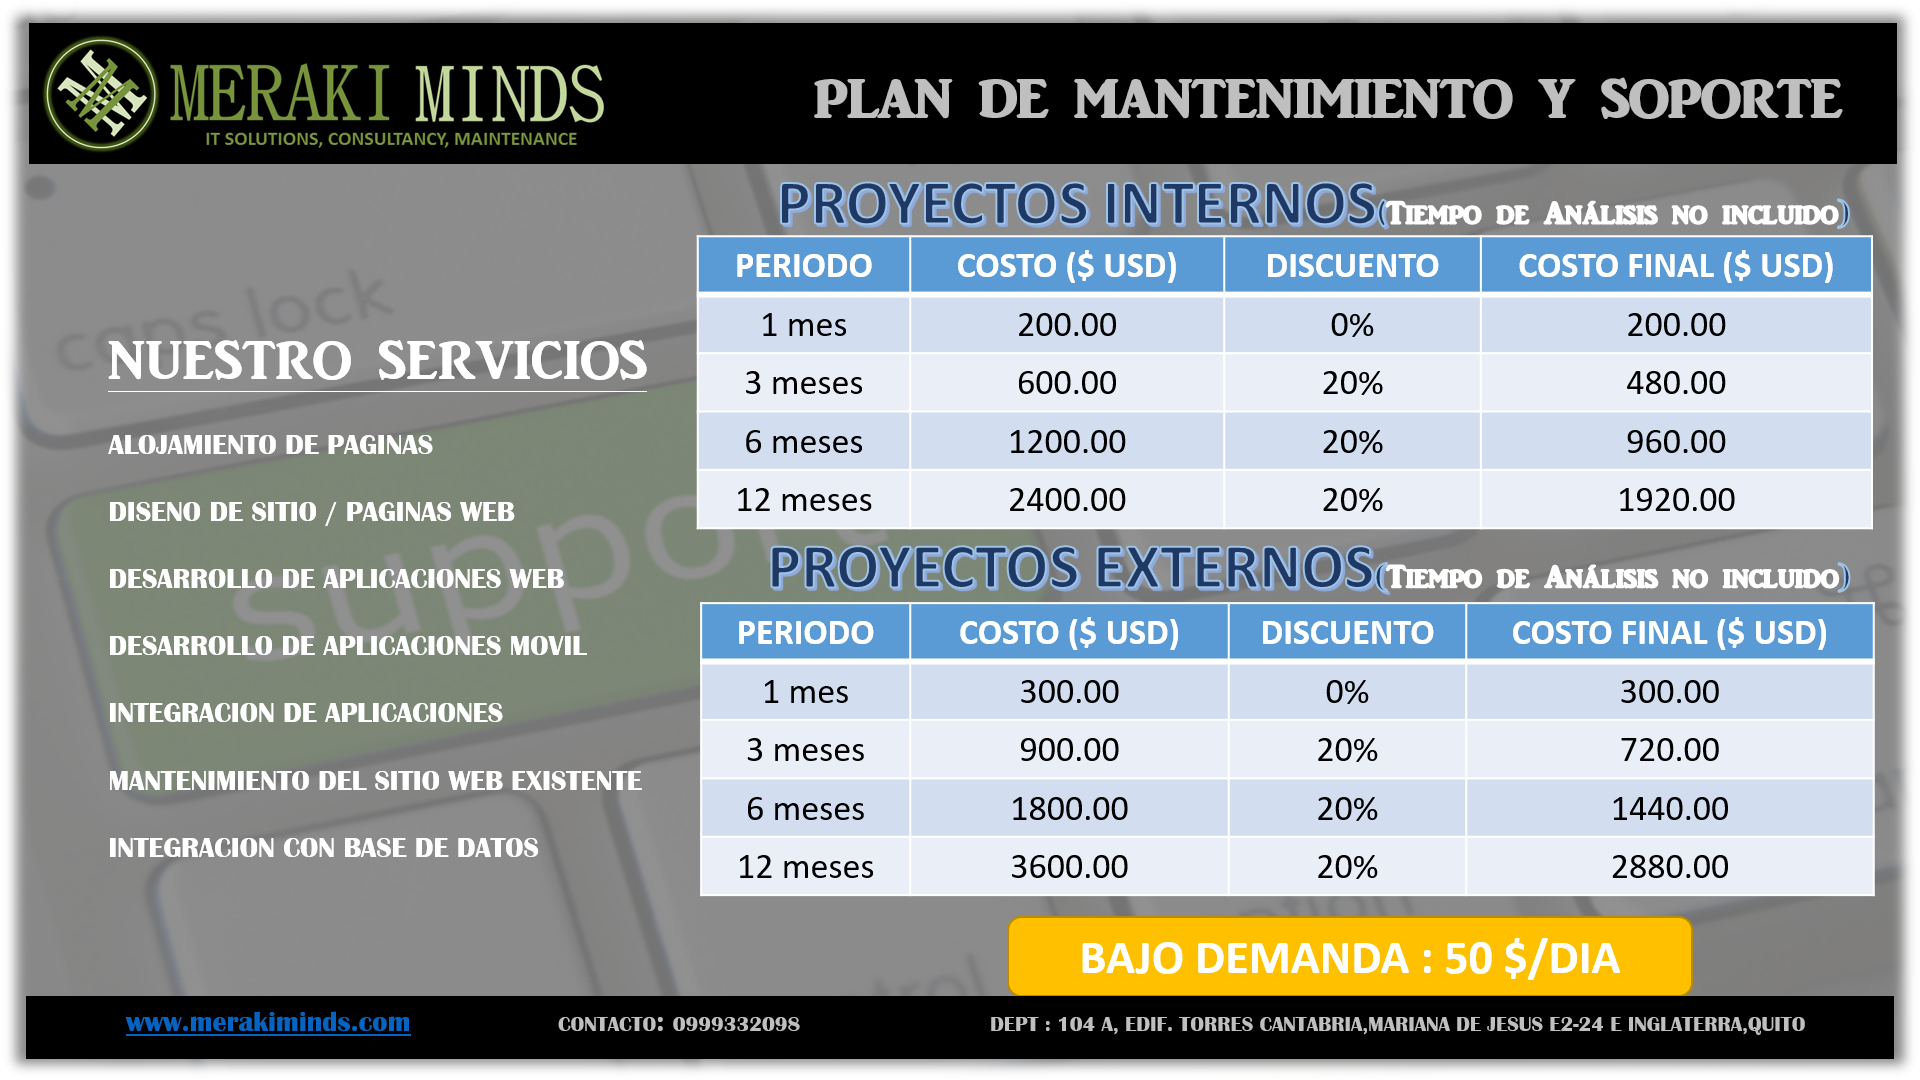 MERAKI MINDS
IT SOLUTIONS, CONSULTANCY, MAINTENANCE
PLAN DE MANTENIMIENTO Y SOPORTE
NUESTRO SERVICIOS
ALOJAMIENTO DE PAGINAS
DISENO DE SITIO / PAGINAS WEB
DESARROLLO DE APLICACIONES WEB
DESARROLLO DE APLICACIONES MOVIL
INTEGRACION DE APLICACIONES
MANTENIMIENTO DEL SITIO WEB EXISTENTE
INTEGRACION CON BASE DE DATOS
caps lock
support
PROYECTOS INTERNOS(Tiempo de Análisis no incluido)
PERIODO COSTO ($ USD) DISCUENTO COSTO FINAL ($ USD)
1 mes 200.00 0% 200.00
3 meses 600.00 20% 480.00
6 meses 1200.00 20% 960.00
12 meses 2400.00 20% 1920.00
PROYECTOS EXTERNOS(Tiempo de Análisis no incluido)
PERIODO COSTO ($ USD) DISCUENTO COSTO FINAL ($ USD)
1 mes 300.00 0% 300.00
3 meses 900.00 20% 720.00
6 meses 1800.00 20% 1440.00
12 meses 3600.00 20% 2880.00
BAJO DEMANDA : 50 $/DIA
www.merakiminds.com
CONTACTO: 0999332098
DEPT : 104 A, EDIF. TORRES CANTABRIA,MARIANA DE JESUS E2-24 E INGLATERRA,QUITO